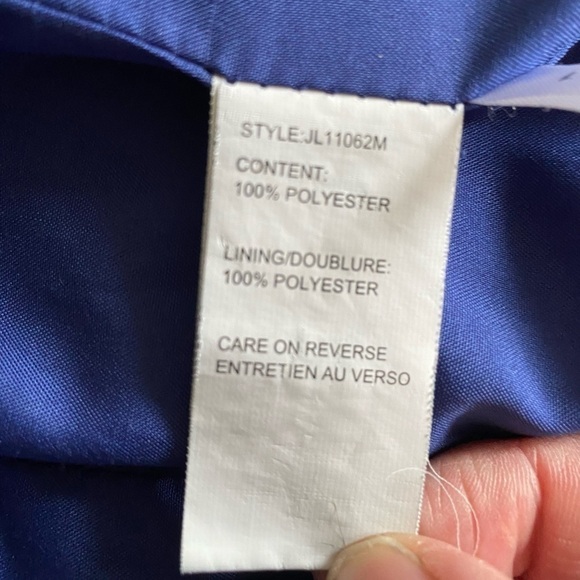 STYLE:JL11062M
CONTENT:
100% POLYESTER
LINING/DOUBLURE:
100% POLYESTER
CARE ON REVERSE
ENTRETIEN AU VERSO